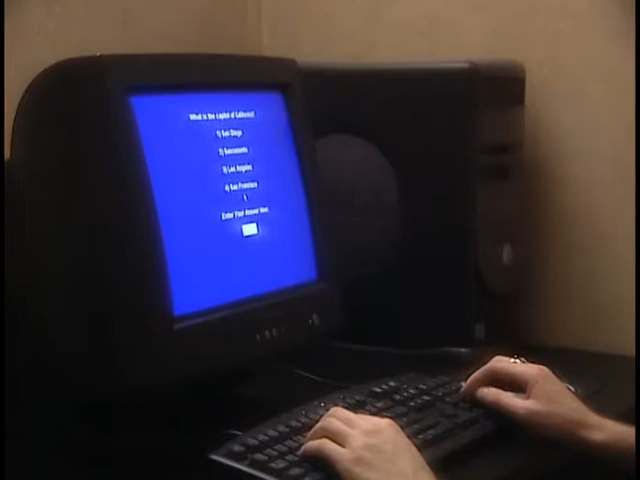 What is the capitol of California?
1) San Diego
2) Sacramento
3) Los Angeles
4) San Francisco
Enter Your Answer Here